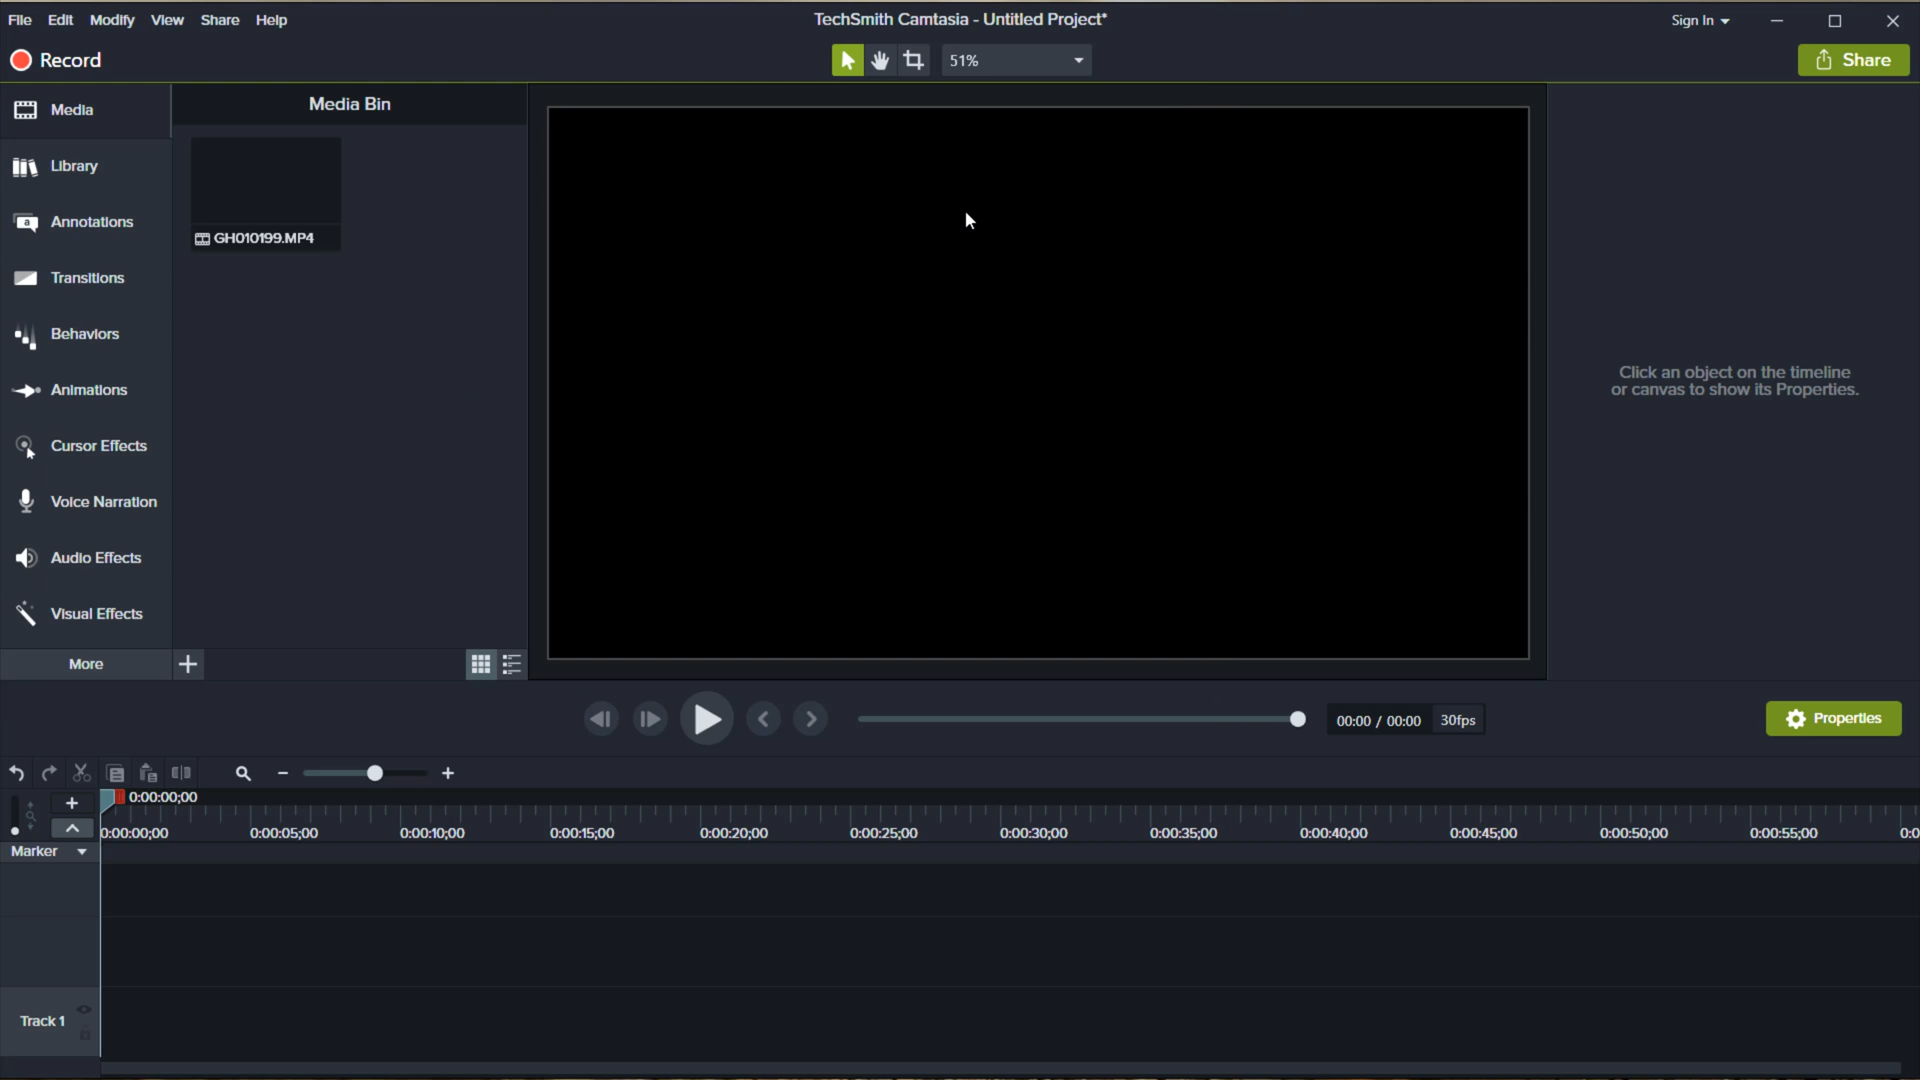 File Edit Modify View Share Help
TechSmith Camtasia - Untitled Project*
Sign In
Record
51%
Share
Media
Media Bin
Library
Annotations
GH010199.MP4
Transitions
Behaviors
Animations
Click an object on the timeline
or canvas to show its Properties.
Cursor Effects
Voice Narration
Audio Effects
Visual Effects
More
00:00 / 00:00 30fps
Properties
0:00:00;00
0:00:00;00 0:00:05;00 0:00:10;00 0:00:15;00 0:00:20;00 0:00:25;00 0:00:30;00 0:00:35;00 0:00:40;00 0:00:45;00 0:00:50;00 0:00:55;00 0:0
Marker
Track 1